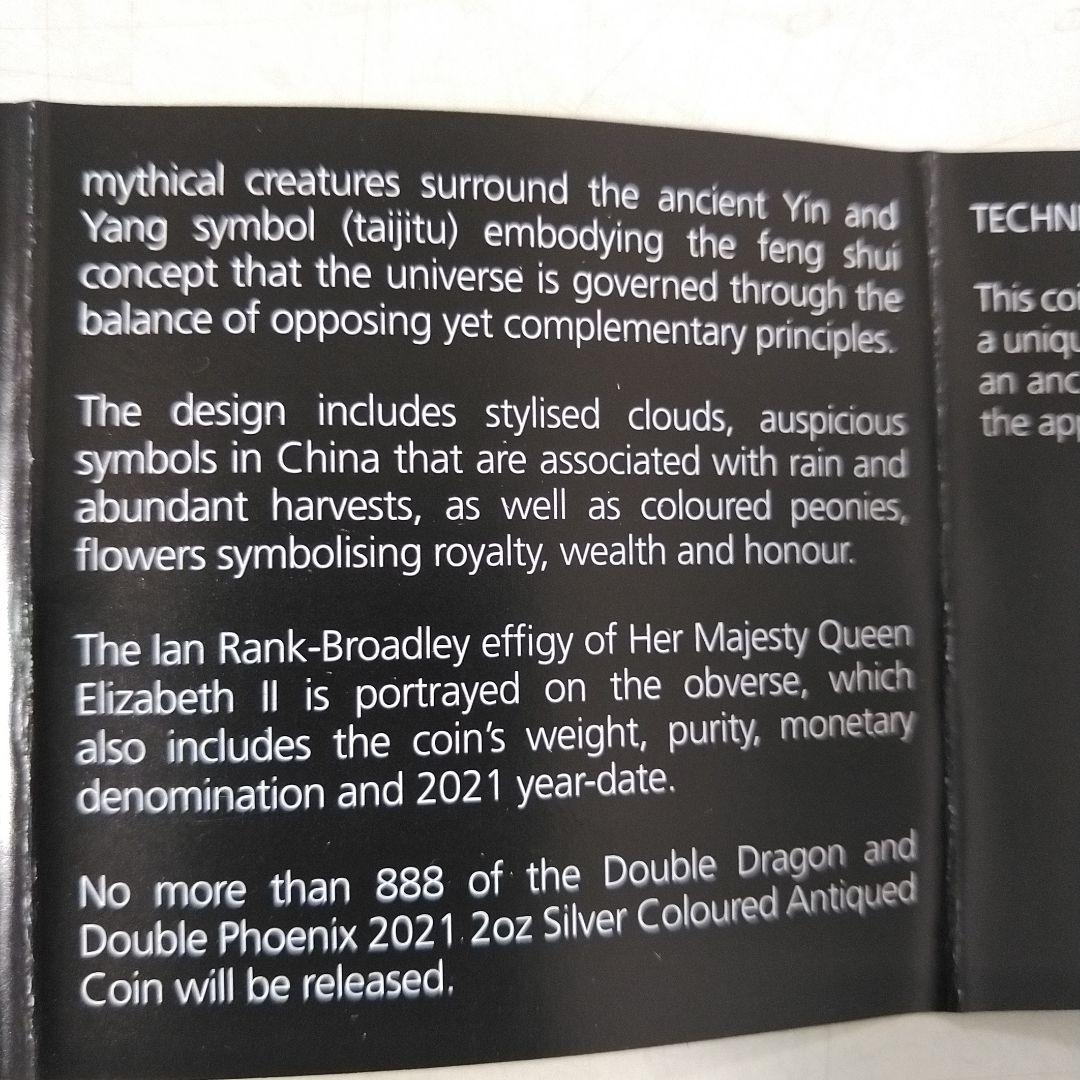 mythical creatures surround the ancient Yin and
Yang symbol (taijitu) embodying the feng shui
concept that the universe is governed through the
balance of opposing yet complementary principles.
The design includes stylised clouds, auspicious
symbols in China that are associated with rain and
abundant harvests, as well as coloured peonies,
flowers symbolising royalty, wealth and honour.
The Ian Rank-Broadley effigy of Her Majesty Queen
Elizabeth II is portrayed on the obverse, which
also includes the coin's weight, purity, monetary
denomination and 2021 year-date.
No more than 888 of the Double Dragon and
Double Phoenix 2021 2oz Silver Coloured Antiqued
Coin will be released.
This
a
an
the